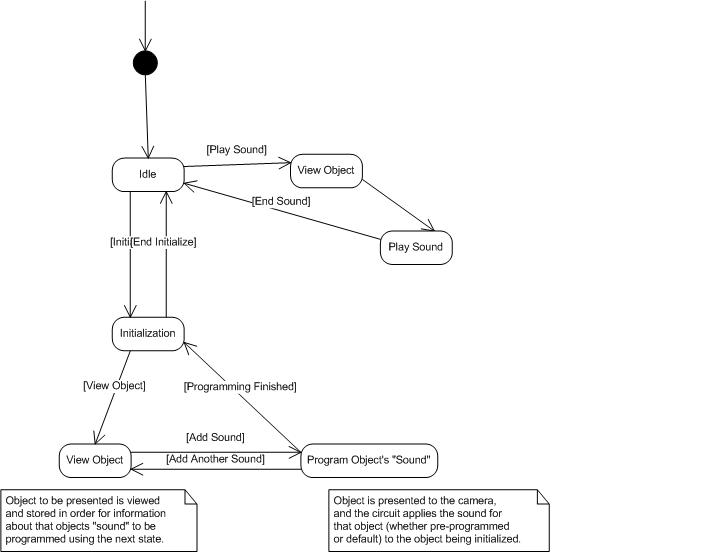 [Play Sound]
Idle
View Object
[End Sound]
Play Sound
[Initi[End Initialize]
Initialization
[View Object]
[Programming Finished]
[Add Sound]
View Object
[Add Another Sound]
Program Object's "Sound"
Object to be presented is viewed
and stored in order for information
about that objects "sound" to be
programmed using the next state.
Object is presented to the camera,
and the circuit applies the sound for
that object (whether pre-programmed
or default) to the object being initialized.